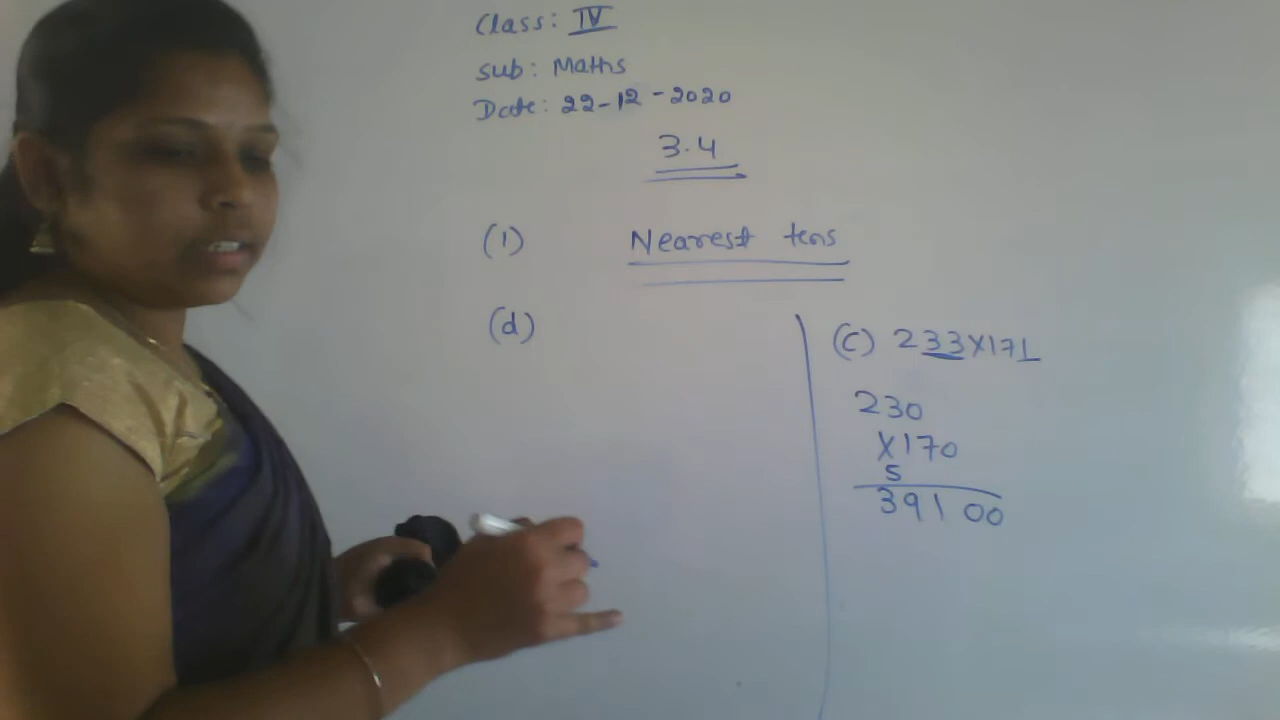 Class: IV
Sub: Maths
Date: 22-12-2020
3.4
(1) Nearest tens
(d)
(c) 233X171
230
X170
5
39100